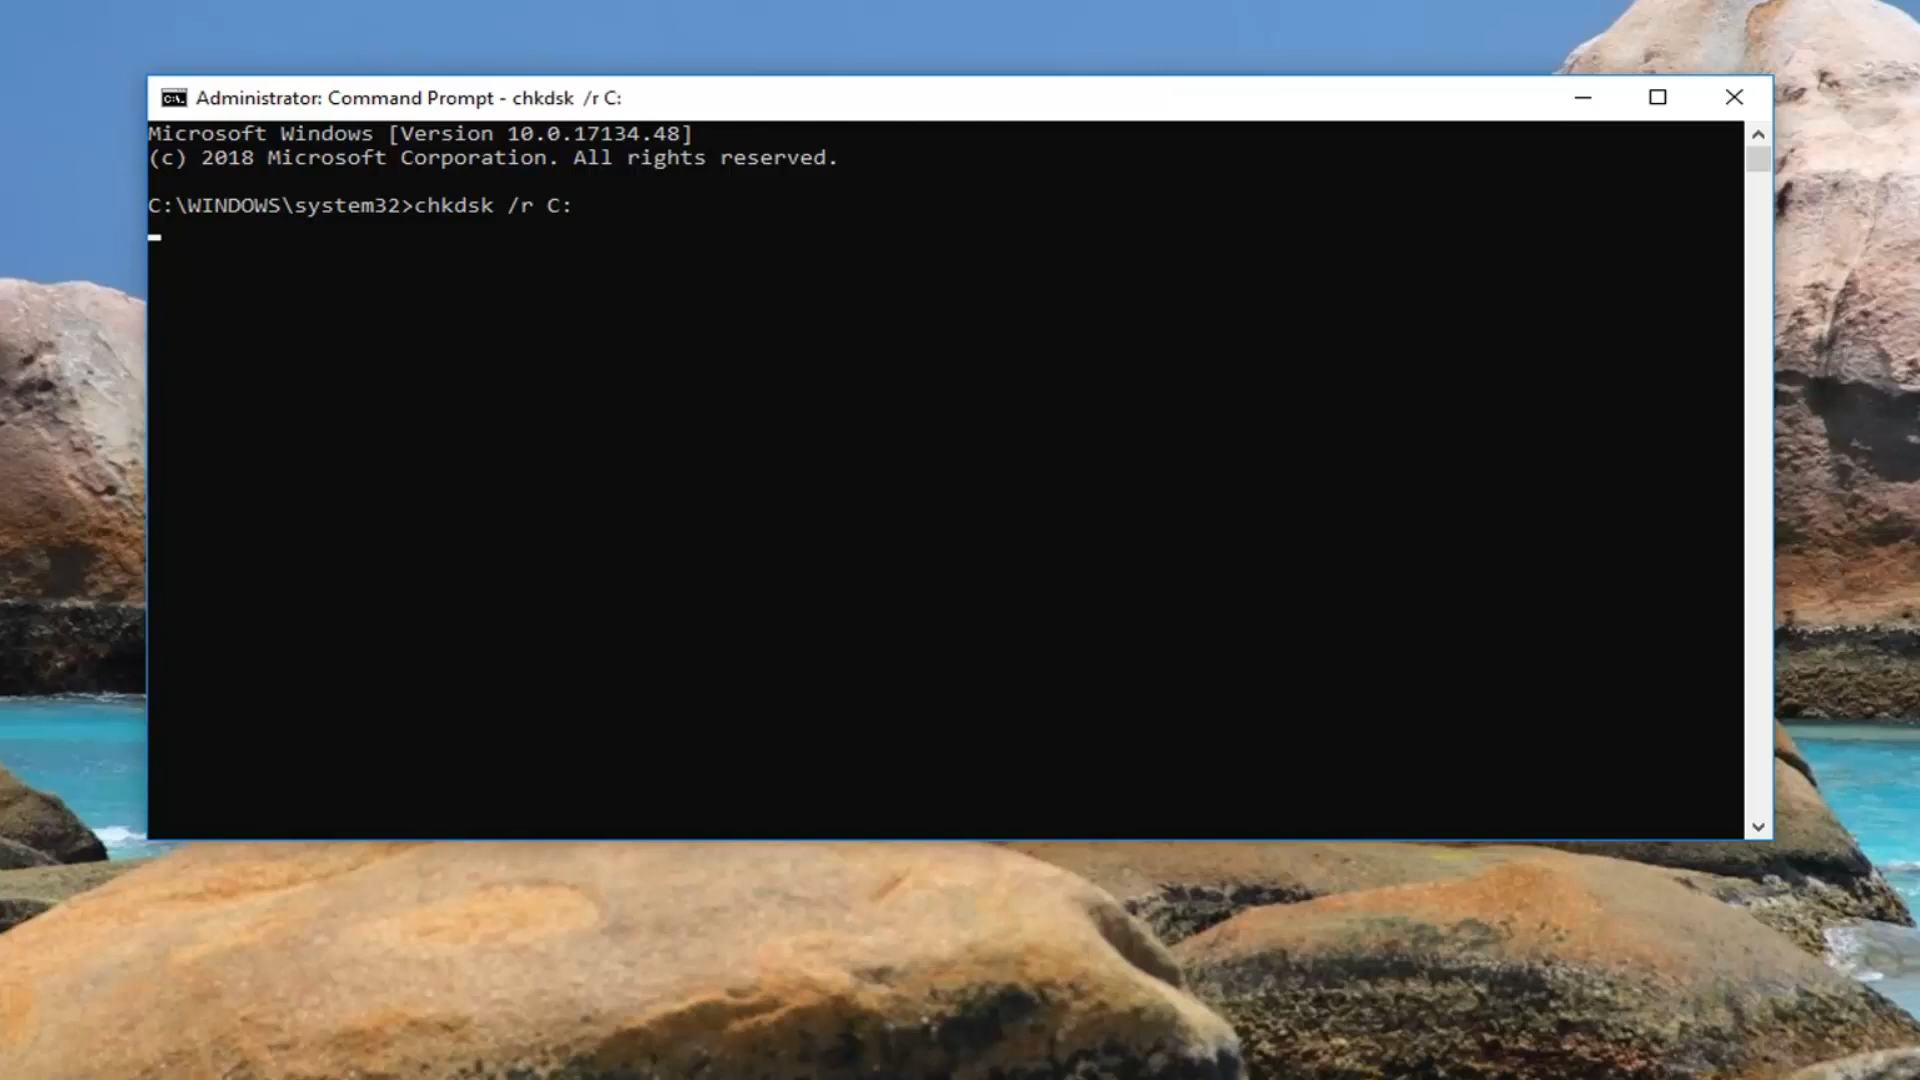 Administrator: Command Prompt - chkdsk  /r C:
Microsoft Windows [Version 10.0.17134.48]
(c) 2018 Microsoft Corporation. All rights reserved.
C:\WINDOWS\system32>chkdsk /r C: